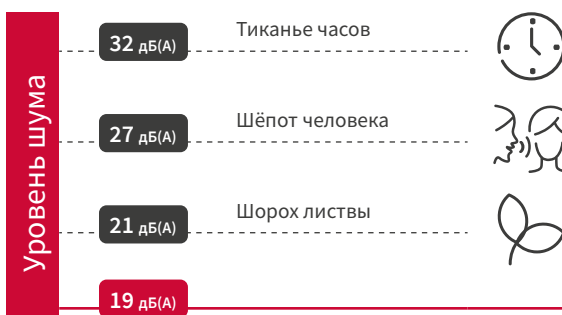 Уровень шума
32 дБ(А)
Тиканье часов
27 дБ(А)
Шёпот человека
21 дБ(А)
Шорох листвы
19 дБ(А)